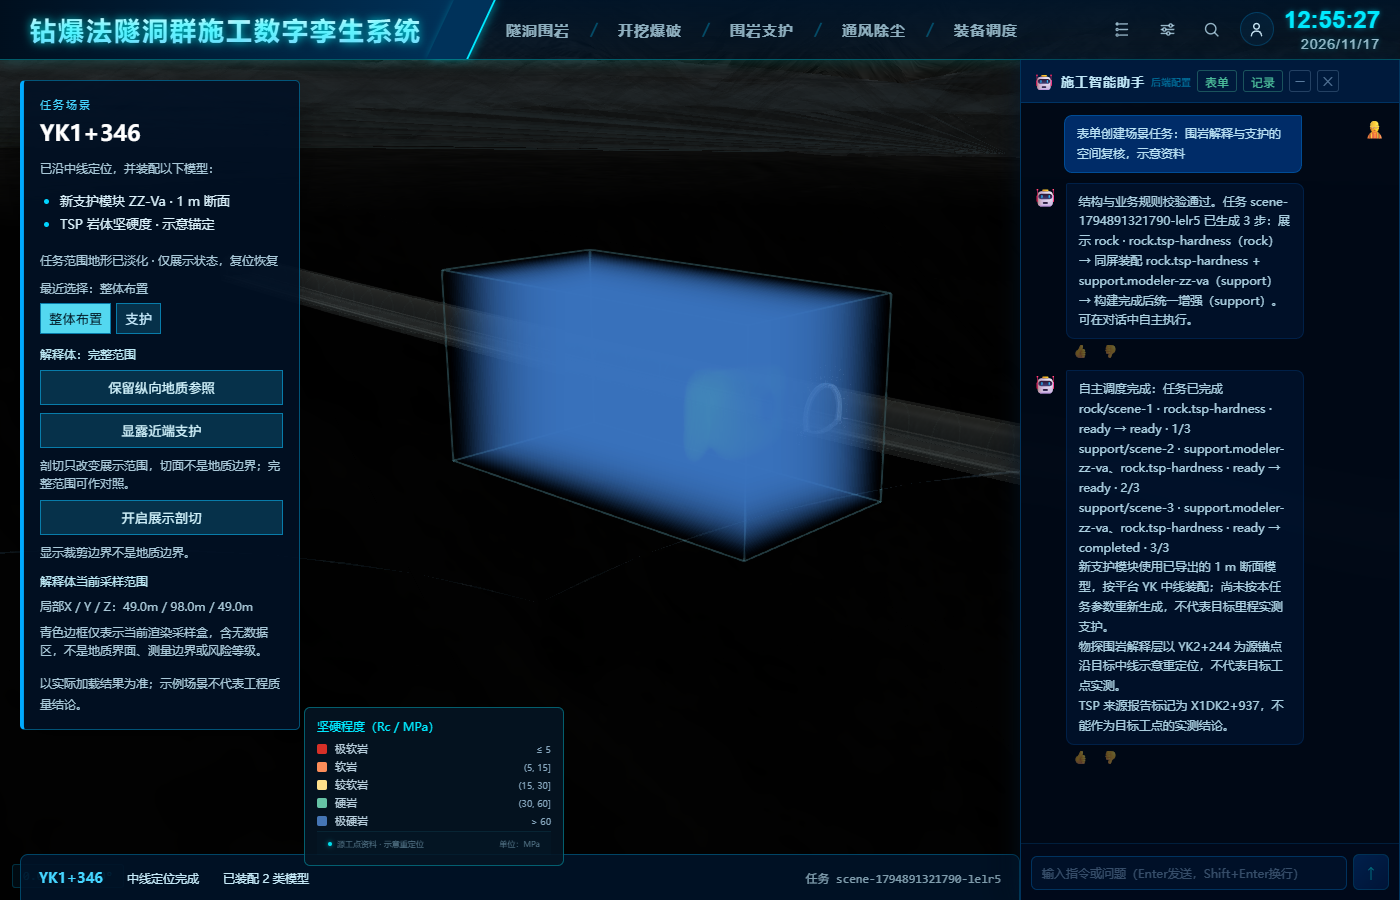 钻爆法隧洞群施工数字孪生系统
隧洞围岩 / 开挖爆破 / 围岩支护 / 通风除尘 / 装备调度
12:55:27
2026/11/17
任务场景
YK1+346
已沿中线定位，并装配以下模型：
新支护模块 ZZ-Va · 1 m 断面
TSP 岩体坚硬度 · 示意锚定
任务范围地形已淡化 · 仅展示状态，复位恢复
最近选择：整体布置
整体布置 支护
解释体：完整范围
保留纵向地质参照
显露近端支护
剖切只改变展示范围，切面不是地质边界；完
整范围可作对照。
开启展示剖切
显示裁剪边界不是地质边界。
解释体当前采样范围
局部X / Y / Z：49.0m / 98.0m / 49.0m
青色边框仅表示当前渲染采样盒，含无数据
区，不是地质界面、测量边界或风险等级。
以实际加载结果为准；示例场景不代表工程质
量结论。
坚硬程度（Rc / MPa）
极软岩 ≤ 5
软岩 (5, 15]
较软岩 (15, 30]
硬岩 (30, 60]
极硬岩 > 60
源工点资料 · 示意重定位 单位：MPa
YK1+346 中线定位完成 已装配 2 类模型
任务 scene-1794891321790-lelr5
施工智能助手 后端配置 表单 记录
表单创建场景任务：围岩解释与支护的
空间复核，示意资料
结构与业务规则校验通过。任务 scene-
1794891321790-lelr5 已生成 3 步：展
示 rock · rock.tsp-hardness（rock）
→ 同屏装配 rock.tsp-hardness +
support.modeler-zz-va（support）
→ 构建完成后统一增强（support）。
可在对话中自主执行。
自主调度完成：任务已完成
rock/scene-1 · rock.tsp-hardness ·
ready → ready · 1/3
support/scene-2 · support.modeler-
zz-va、rock.tsp-hardness · ready →
ready · 2/3
support/scene-3 · support.modeler-
zz-va、rock.tsp-hardness · ready →
completed · 3/3
新支护模块使用已导出的 1 m 断面模
型，按平台 YK 中线装配；尚未按本任
务参数重新生成，不代表目标里程实测
支护。
物探围岩解释层以 YK2+244 为源锚点
沿目标中线示意重定位，不代表目标工
点实测。
TSP 来源报告标记为 X1DK2+937，不
能作为目标工点的实测结论。
输入指令或问题（Enter发送，Shift+Enter换行）